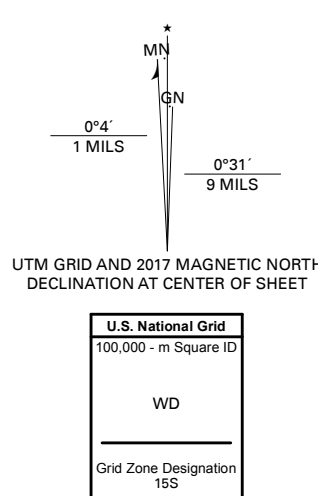 ★
MN
GN
0°4´
1 MILS
0°31´
9 MILS
UTM GRID AND 2017 MAGNETIC NORTH
DECLINATION AT CENTER OF SHEET
U.S. National Grid
100,000 - m Square ID
WD
Grid Zone Designation
15S